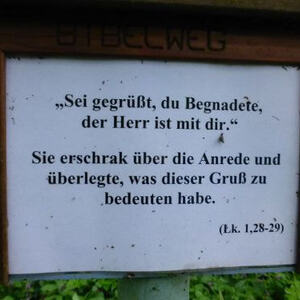 BIBELWEG
„Sei gegrüßt, du Begnadete,
der Herr ist mit dir.“
Sie erschrak über die Anrede und
überlegte, was dieser Gruß zu
bedeuten habe.
(Lk. 1,28-29)